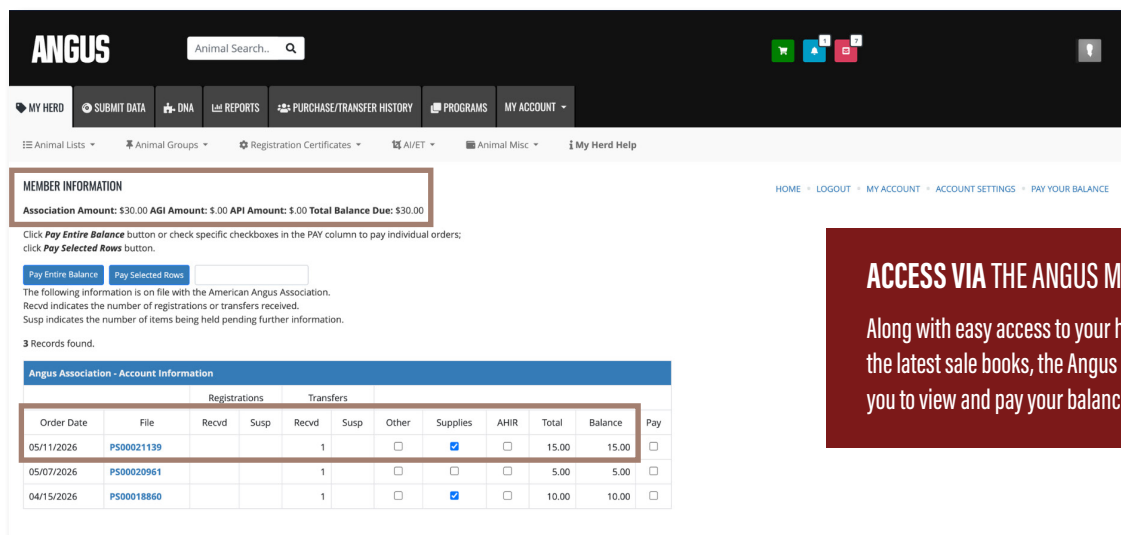 ANGUS
Animal Search..
1
7
MY HERD SUBMIT DATA DNA REPORTS PURCHASE/TRANSFER HISTORY PROGRAMS MY ACCOUNT
Animal Lists Animal Groups Registration Certificates AI/ET Animal Misc My Herd Help
MEMBER INFORMATION
HOME LOGOUT MY ACCOUNT ACCOUNT SETTINGS PAY YOUR BALANCE
Association Amount: $30.00 AGI Amount: $.00 API Amount: $.00 Total Balance Due: $30.00
Click Pay Entire Balance button or check specific checkboxes in the PAY column to pay individual orders;
click Pay Selected Rows button.
Pay Entire Balance Pay Selected Rows
The following information is on file with the American Angus Association.
Recvd indicates the number of registrations or transfers received.
Susp indicates the number of items being held pending further information.
3 Records found.
ACCESS VIA THE ANGUS M
Along with easy access to your h
the latest sale books, the Angus
you to view and pay your balanc
Angus Association - Account Information
Registrations Transfers
Order Date File Recvd Susp Recvd Susp Other Supplies AHIR Total Balance Pay
05/11/2026 PS00021139 1 15.00 15.00
05/07/2026 PS00020961 1 5.00 5.00
04/15/2026 PS00018860 1 10.00 10.00